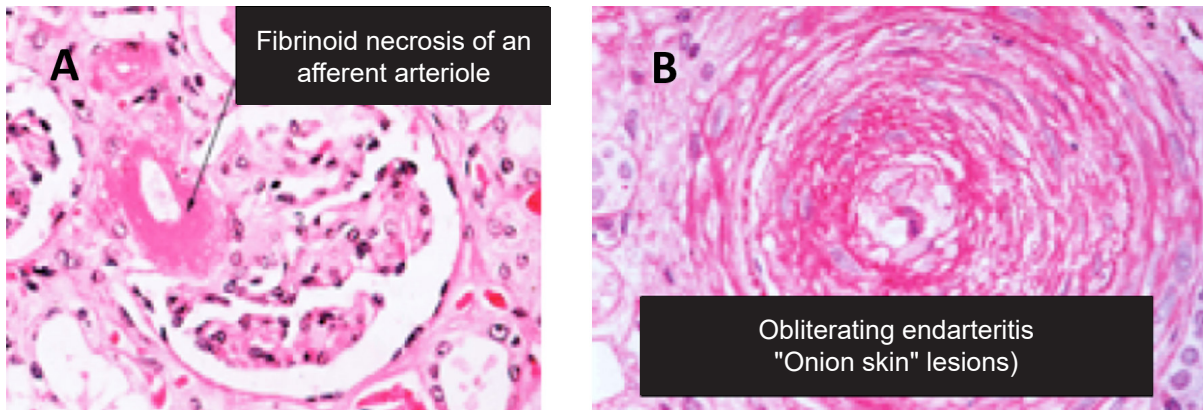 A
Fibrinoid necrosis of an
afferent arteriole
B
Obliterating endarteritis
"Onion skin" lesions)